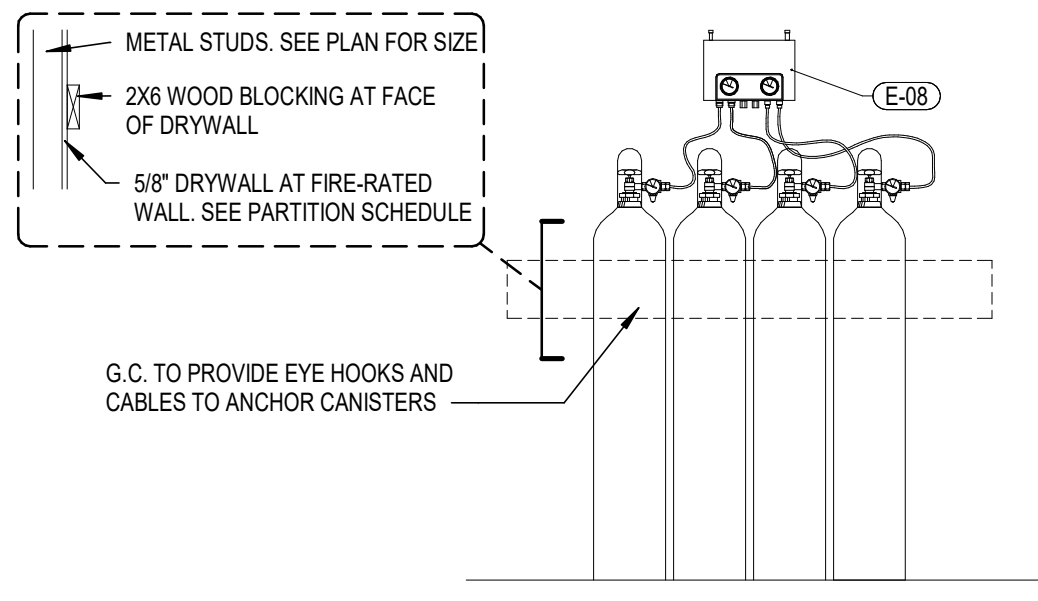 METAL STUDS. SEE PLAN FOR SIZE
2X6 WOOD BLOCKING AT FACE
OF DRYWALL
5/8" DRYWALL AT FIRE-RATED
WALL. SEE PARTITION SCHEDULE
E-08
G.C. TO PROVIDE EYE HOOKS AND
CABLES TO ANCHOR CANISTERS